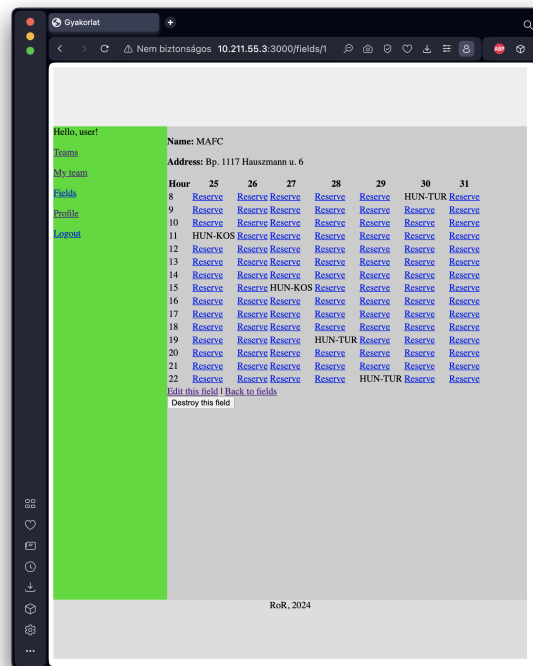 Gyakorlat
Nem biztonságos 10.211.55.3:3000/fields/1
ABP
Hello, user!
Teams
My team
Fields
Profile
Logout
Name: MAFC
Address: Bp. 1117 Hauszmann u. 6
Hour 25 26 27 28 29 30 31
8 Reserve Reserve Reserve Reserve Reserve HUN-TUR Reserve
9 Reserve Reserve Reserve Reserve Reserve Reserve Reserve
10 Reserve Reserve Reserve Reserve Reserve Reserve Reserve
11 HUN-KOS Reserve Reserve Reserve Reserve Reserve Reserve
12 Reserve Reserve Reserve Reserve Reserve Reserve Reserve
13 Reserve Reserve Reserve Reserve Reserve Reserve Reserve
14 Reserve Reserve Reserve Reserve Reserve Reserve Reserve
15 Reserve Reserve HUN-KOS Reserve Reserve Reserve Reserve
16 Reserve Reserve Reserve Reserve Reserve Reserve Reserve
17 Reserve Reserve Reserve Reserve Reserve Reserve Reserve
18 Reserve Reserve Reserve Reserve Reserve Reserve Reserve
19 Reserve Reserve Reserve HUN-TUR Reserve Reserve Reserve
20 Reserve Reserve Reserve Reserve Reserve Reserve Reserve
21 Reserve Reserve Reserve Reserve Reserve Reserve Reserve
22 Reserve Reserve Reserve Reserve HUN-TUR Reserve Reserve
Edit this field | Back to fields
Destroy this field
RoR, 2024